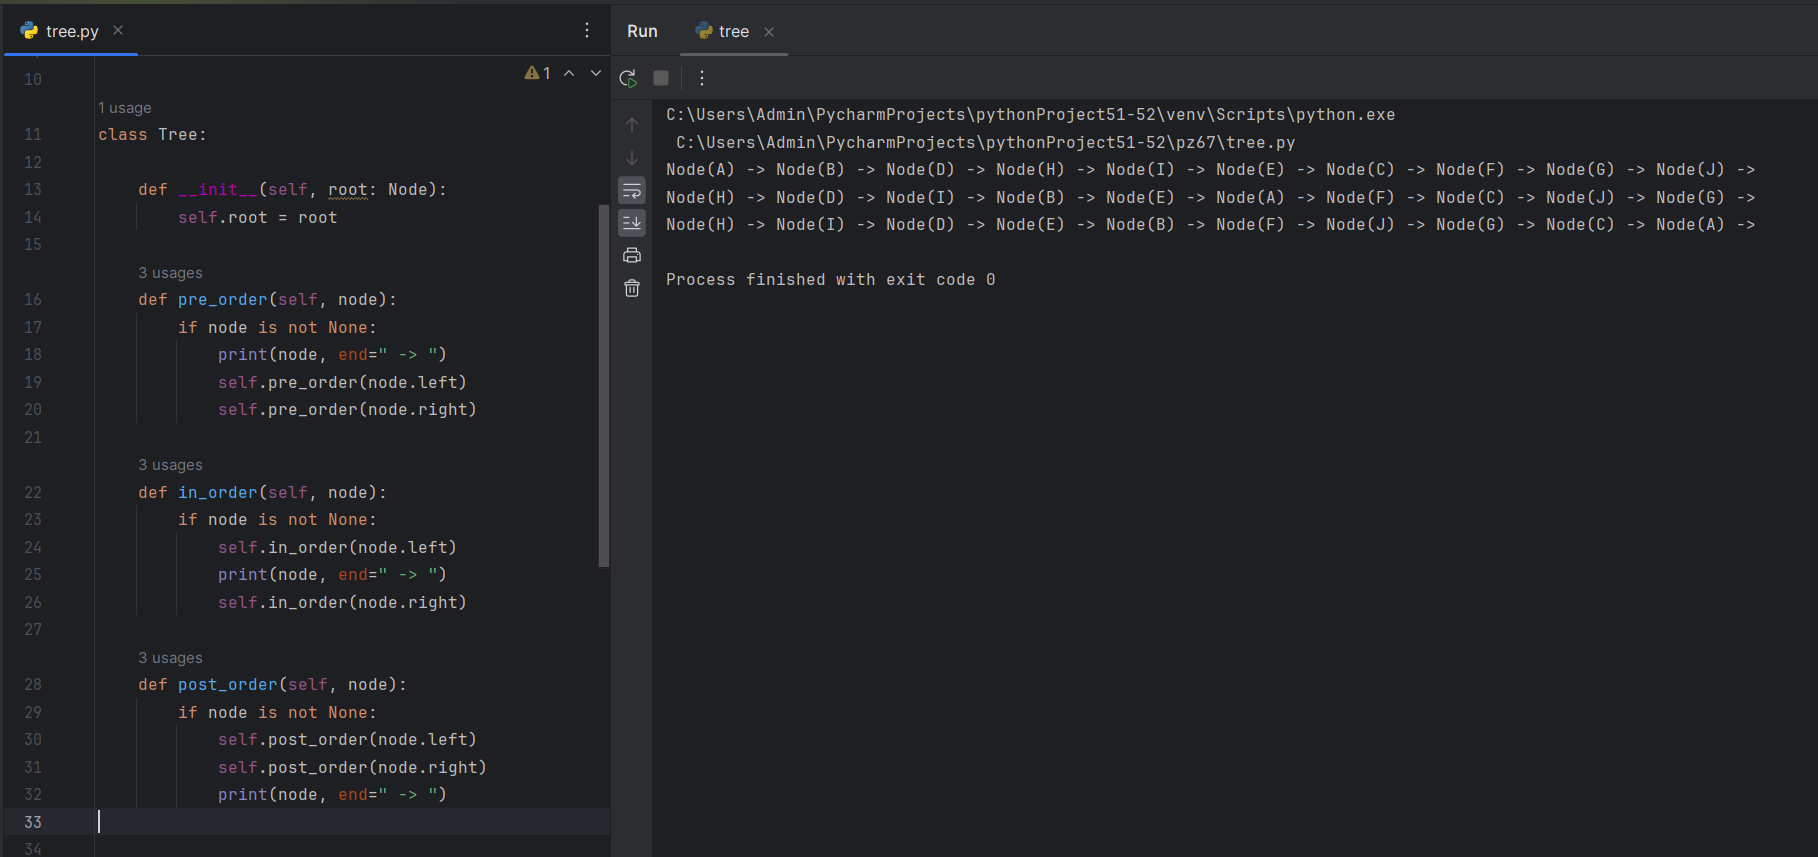 tree.py
1
10
1 usage
11 class Tree:
12
13     def __init__(self, root: Node):
14         self.root = root
15
3 usages
16     def pre_order(self, node):
17         if node is not None:
18             print(node, end=" -> ")
19             self.pre_order(node.left)
20             self.pre_order(node.right)
21
3 usages
22     def in_order(self, node):
23         if node is not None:
24             self.in_order(node.left)
25             print(node, end=" -> ")
26             self.in_order(node.right)
27
3 usages
28     def post_order(self, node):
29         if node is not None:
30             self.post_order(node.left)
31             self.post_order(node.right)
32             print(node, end=" -> ")
33
34
Run tree
C:\Users\Admin\PycharmProjects\pythonProject51-52\venv\Scripts\python.exe
 C:\Users\Admin\PycharmProjects\pythonProject51-52\pz67\tree.py
Node(A) -> Node(B) -> Node(D) -> Node(H) -> Node(I) -> Node(E) -> Node(C) -> Node(F) -> Node(G) -> Node(J) ->
Node(H) -> Node(D) -> Node(I) -> Node(B) -> Node(E) -> Node(A) -> Node(F) -> Node(C) -> Node(J) -> Node(G) ->
Node(H) -> Node(I) -> Node(D) -> Node(E) -> Node(B) -> Node(F) -> Node(J) -> Node(G) -> Node(C) -> Node(A) ->
Process finished with exit code 0